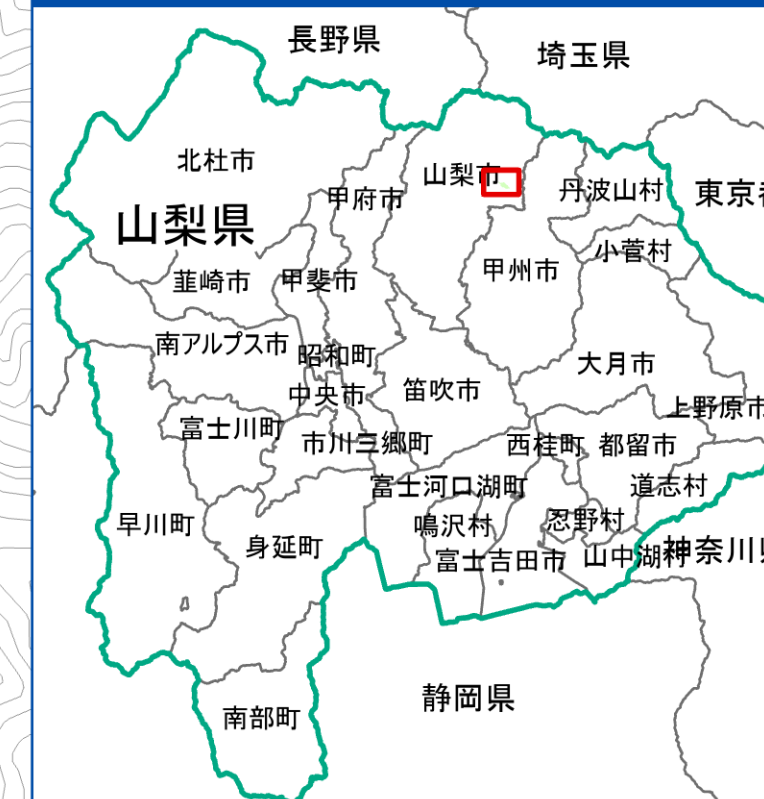 長野県
埼玉県
北杜市
山梨市
甲府市
丹波山村
東京都
山梨県
小菅村
韮崎市
甲斐市
甲州市
南アルプス市
昭和町
大月市
中央市
笛吹市
上野原市
富士川町
市川三郷町
西桂町
都留市
富士河口湖町
道志村
早川町
鳴沢村
忍野村
身延町
富士吉田市
山中湖村
神奈川県
静岡県
南部町